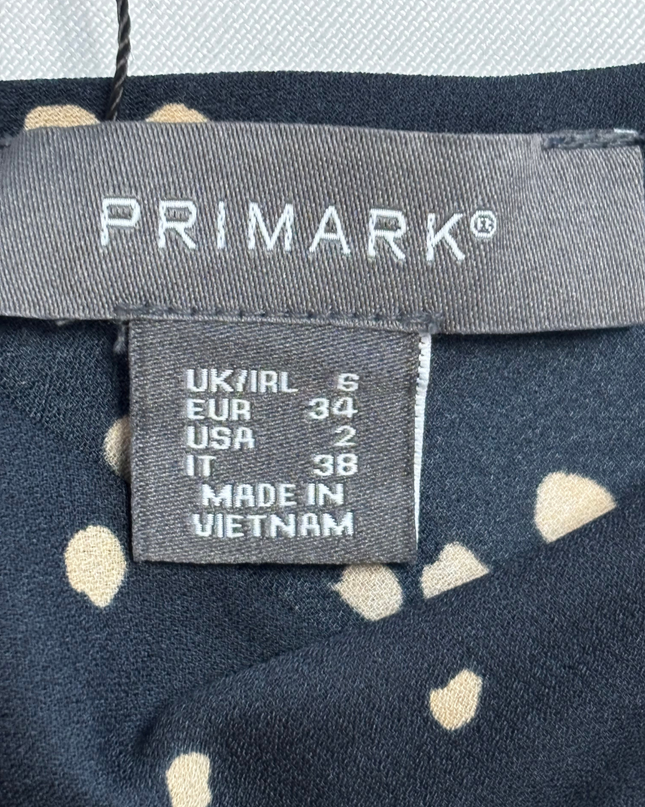 PRIMARK®
UK/IRL 6
EUR 34
USA 2
IT 38
MADE IN
VIETNAM